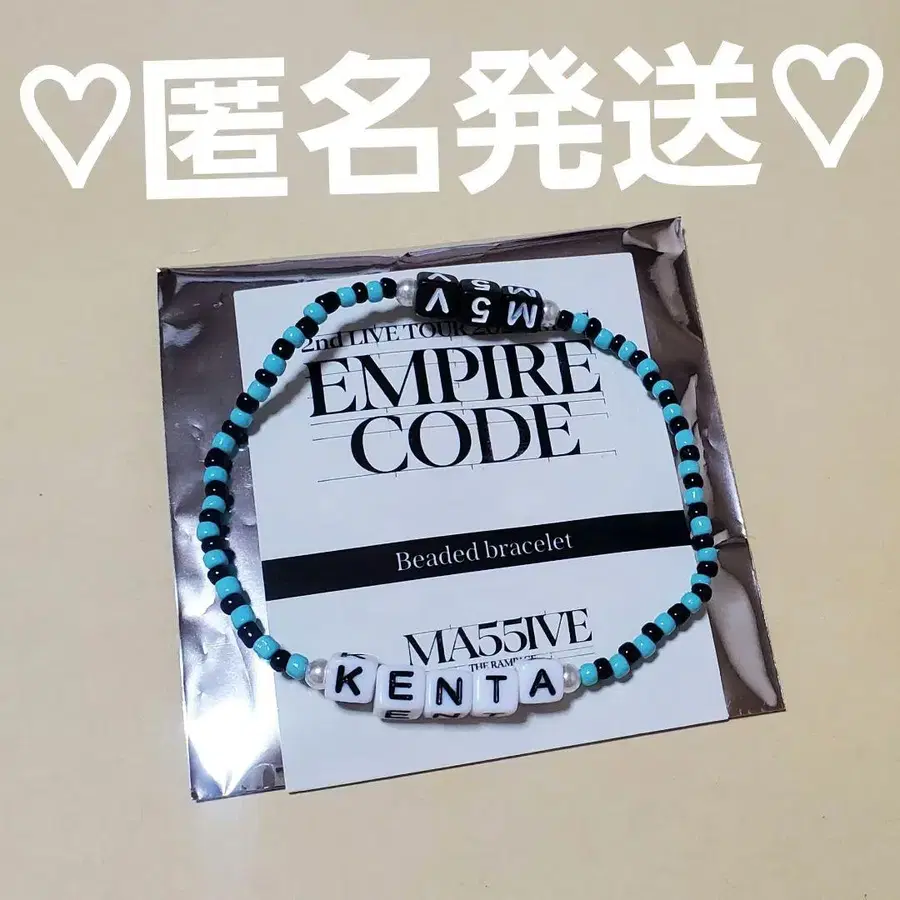 ♡匿名発送♡
M5V
2nd LIVE TOUR
EMPIRE
CODE
Beaded bracelet
MA55IVE
THE RAMPAGE
KENTA